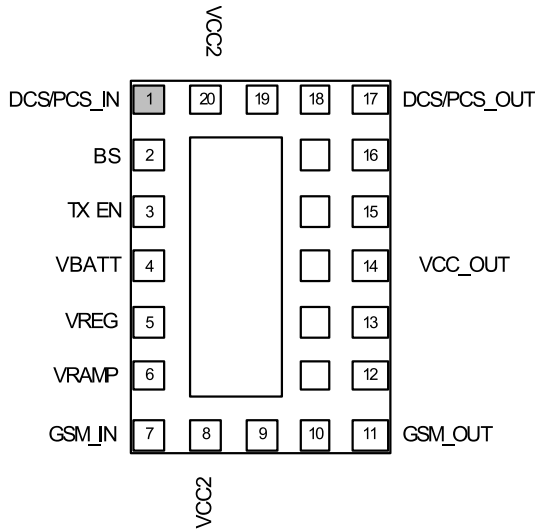 VCC2
DCS/PCS_IN 1 20 19 18 17 DCS/PCS_OUT
BS 2 16
TX EN 3 15
VBATT 4 14 VCC_OUT
VREG 5 13
VRAMP 6 12
GSM_IN 7 8 9 10 11 GSM_OUT
VCC2